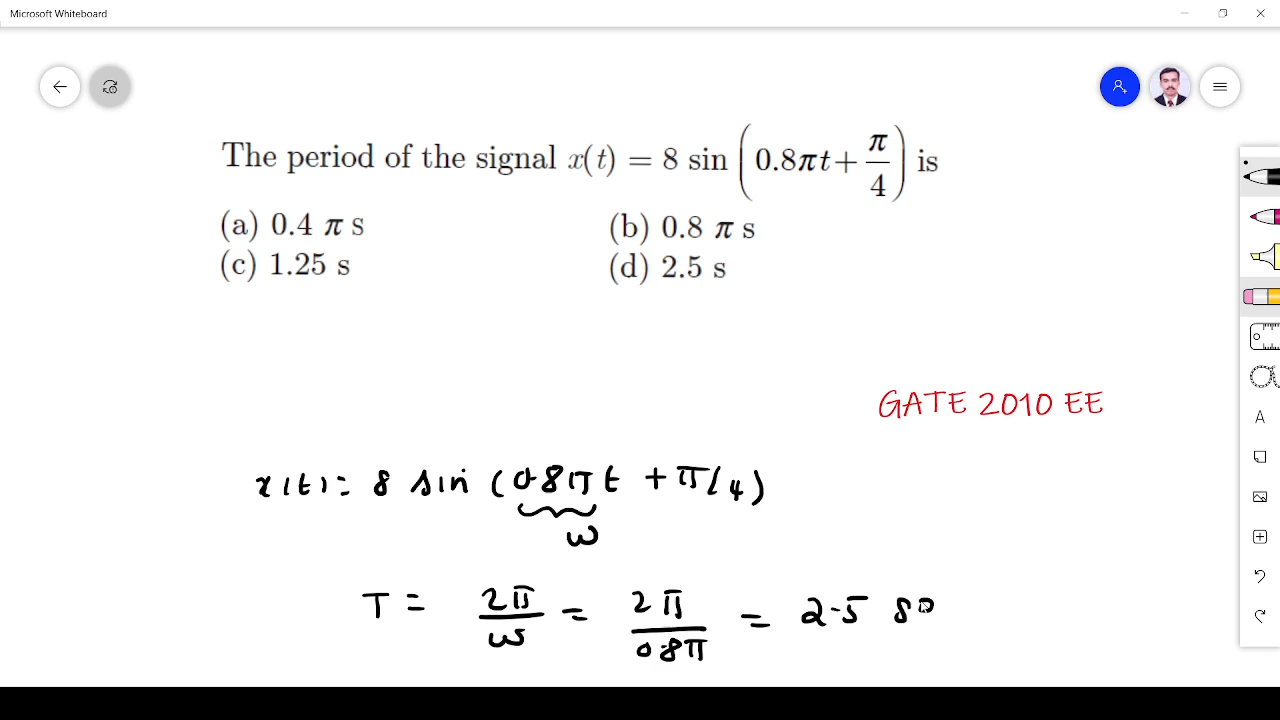 Microsoft Whiteboard
The period of the signal x(t) = 8 sin (0.8πt + π/4) is
(a) 0.4 π s (b) 0.8 π s
(c) 1.25 s (d) 2.5 s
GATE 2010 EE
x(t) = 8 sin (0.8πt + π/4)
ω
T = 2π/ω = 2π/0.8π = 2.5
A